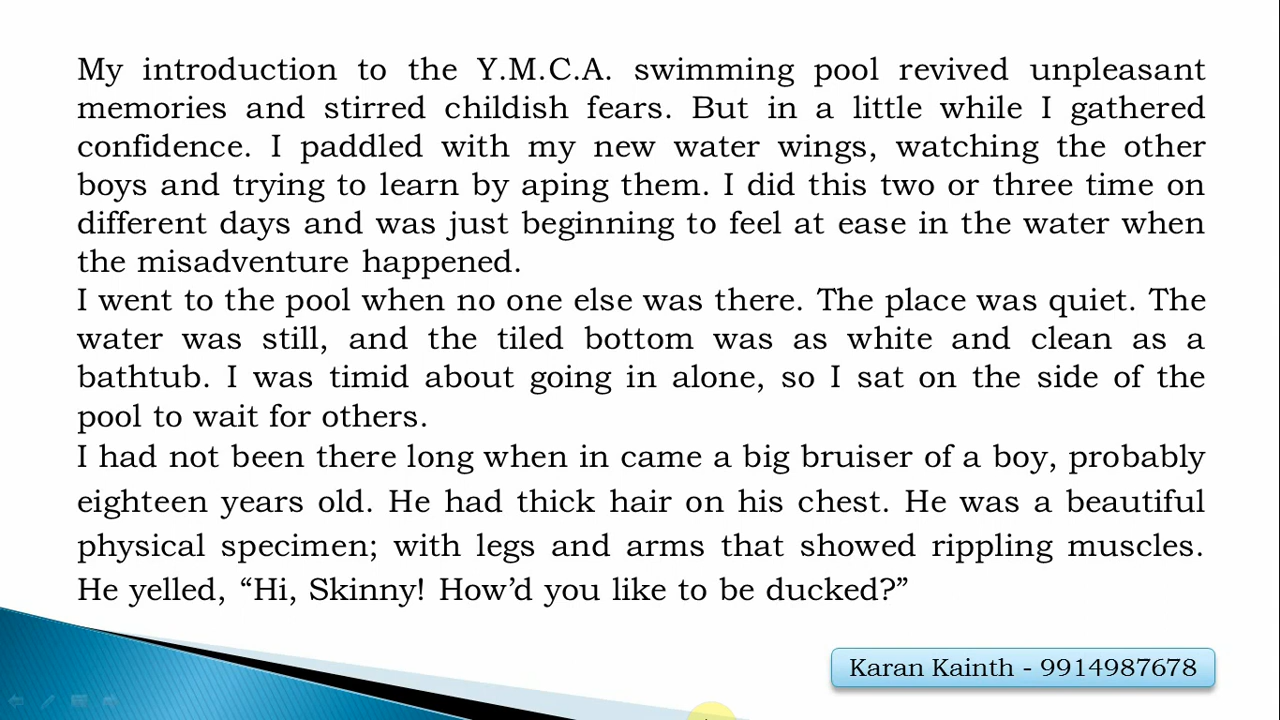 My introduction to the Y.M.C.A. swimming pool revived unpleasant
memories and stirred childish fears. But in a little while I gathered
confidence. I paddled with my new water wings, watching the other
boys and trying to learn by aping them. I did this two or three time on
different days and was just beginning to feel at ease in the water when
the misadventure happened.
I went to the pool when no one else was there. The place was quiet. The
water was still, and the tiled bottom was as white and clean as a
bathtub. I was timid about going in alone, so I sat on the side of the
pool to wait for others.
I had not been there long when in came a big bruiser of a boy, probably
eighteen years old. He had thick hair on his chest. He was a beautiful
physical specimen; with legs and arms that showed rippling muscles.
He yelled, “Hi, Skinny! How’d you like to be ducked?”
Karan Kainth - 9914987678